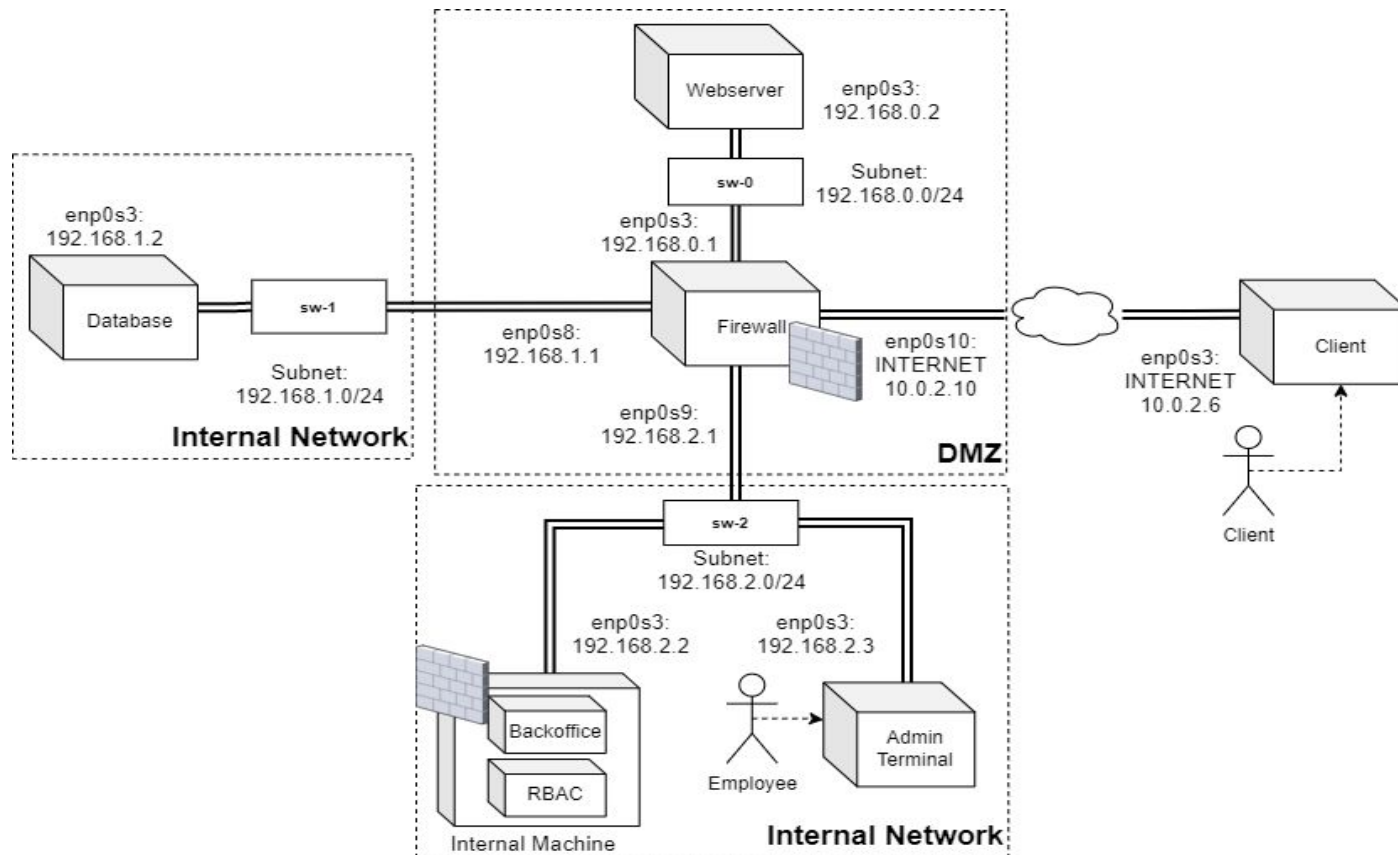 Webserver
enp0s3:
192.168.0.2
sw-0
Subnet:
192.168.0.0/24
enp0s3:
192.168.0.1
enp0s3:
192.168.1.2
Database
sw-1
Subnet:
192.168.1.0/24
Internal Network
enp0s8:
192.168.1.1
Firewall
enp0s10:
INTERNET
10.0.2.10
enp0s9:
192.168.2.1
DMZ
enp0s3:
INTERNET
10.0.2.6
Client
Client
sw-2
Subnet:
192.168.2.0/24
enp0s3:
192.168.2.2
enp0s3:
192.168.2.3
Backoffice
RBAC
Internal Machine
Employee
Admin
Terminal
Internal Network